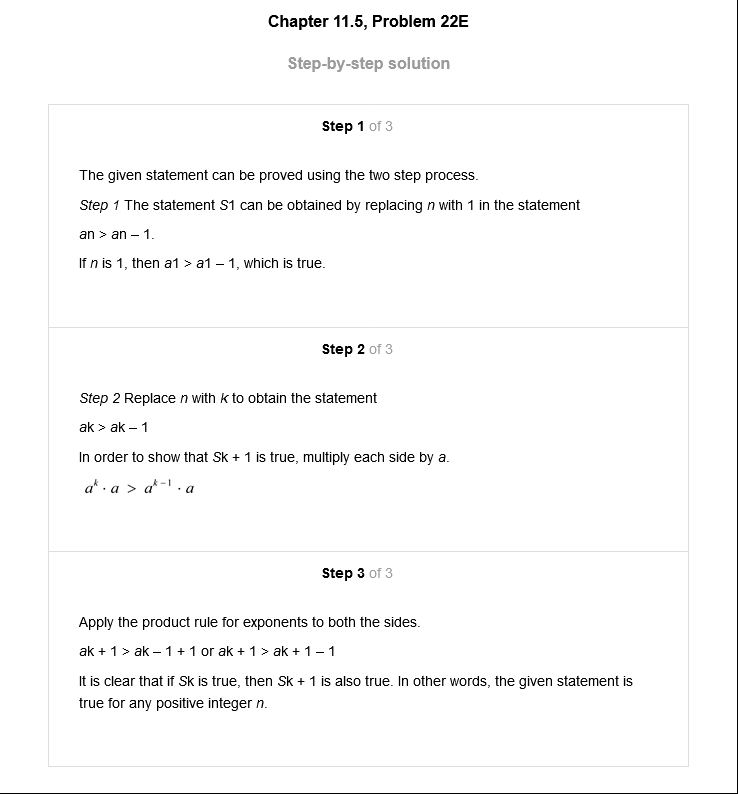 Chapter 11.5, Problem 22E
Step-by-step solution
Step 1 of 3
The given statement can be proved using the two step process.
Step 1 The statement S1 can be obtained by replacing n with 1 in the statement
an > an – 1.
If n is 1, then a1 > a1 – 1, which is true.
Step 2 of 3
Step 2 Replace n with k to obtain the statement
ak > ak – 1
In order to show that Sk + 1 is true, multiply each side by a.
a^k · a > a^(k−1) · a
Step 3 of 3
Apply the product rule for exponents to both the sides.
ak + 1 > ak – 1 + 1 or ak + 1 > ak + 1 – 1
It is clear that if Sk is true, then Sk + 1 is also true. In other words, the given statement is
true for any positive integer n.